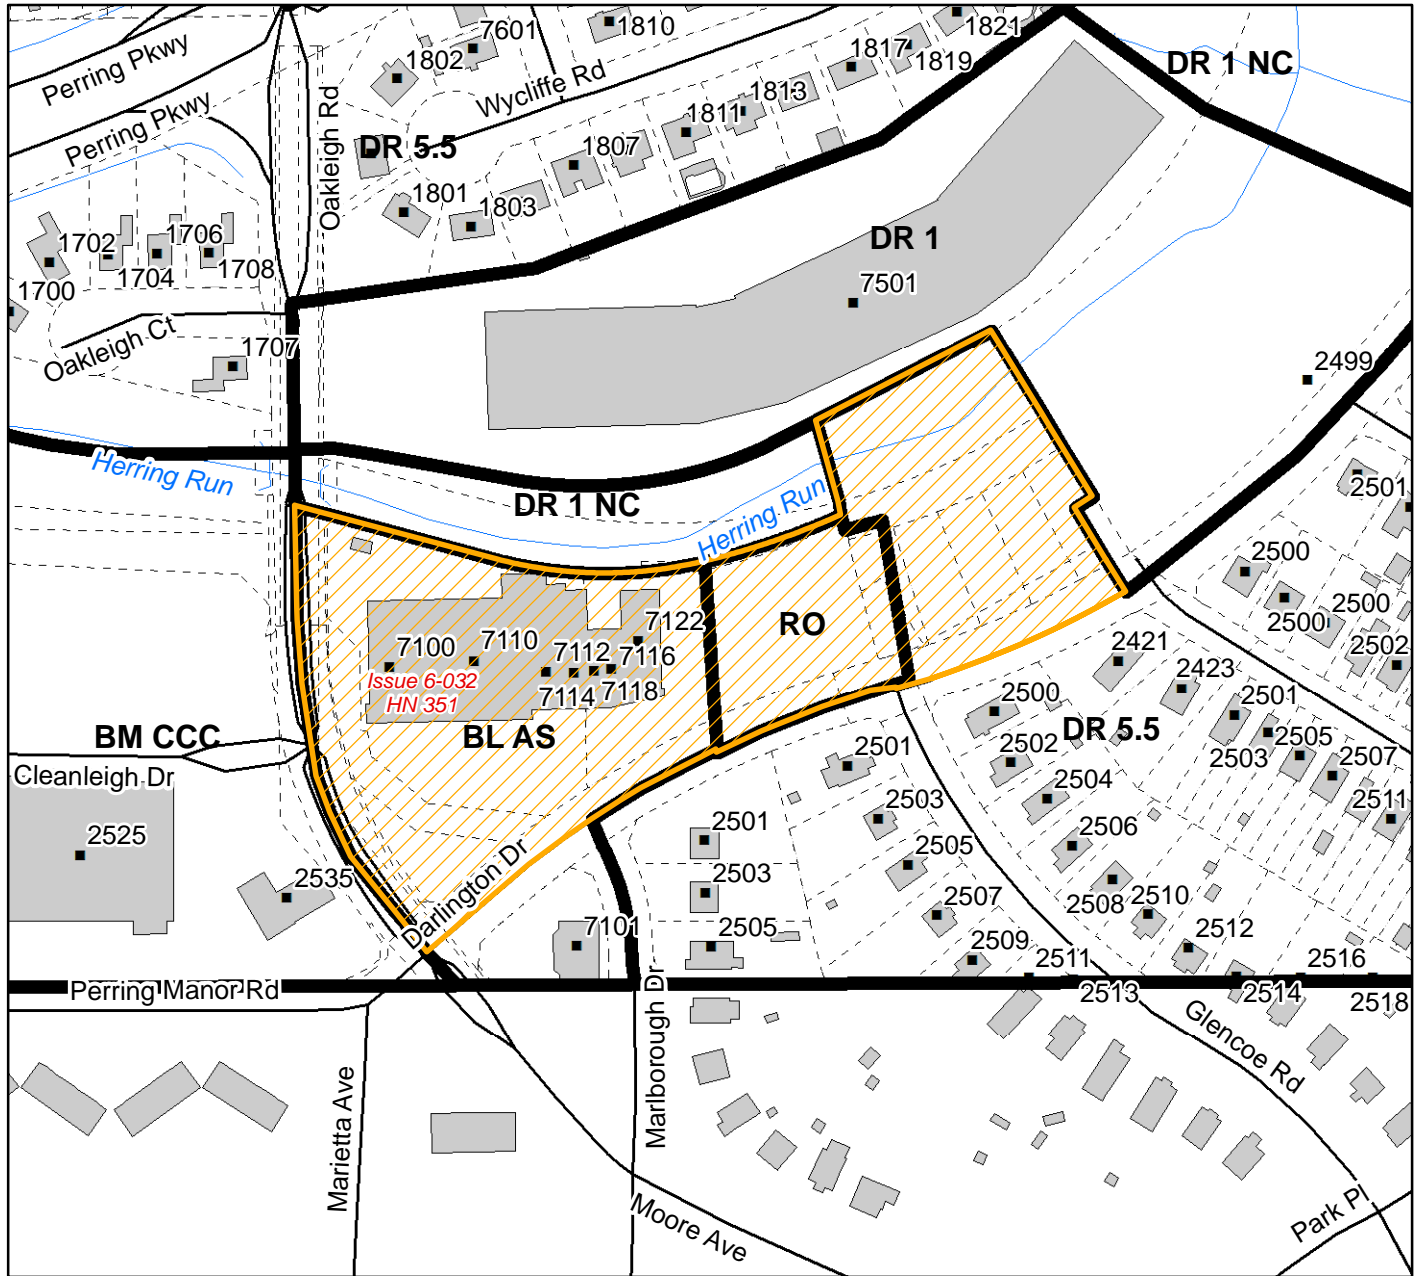 7601
1810
1821
1802
1817
1819
DR 1 NC
Perring Pkwy
Perring Pkwy
Oakleigh Rd
Wycliffe Rd
1813
1811
DR 5.5
1807
1801
1803
1702
1706
1704
1708
1700
DR 1
7501
Oakleigh Ct
1707
2499
Herring Run
DR 1 NC
Herring Run
2501
2500
2500
2500
2502
RO
7122
7100
7110
7112
7116
7114
7118
Issue 6-032
HN 351
2421
2423
2500
2501
DR 5.5
2502
2503
2505
2507
BM CCC
BL AS
Cleanleigh Dr
2501
2504
2511
2503
2506
2525
2501
2505
2503
2535
Darlington Dr
2507
2508
2510
7101
2505
2509
2512
2511
2516
2513
2514
2518
Perring Manor Rd
Marlborough Dr
Glencoe Rd
Marietta Ave
Moore Ave
Park Pl